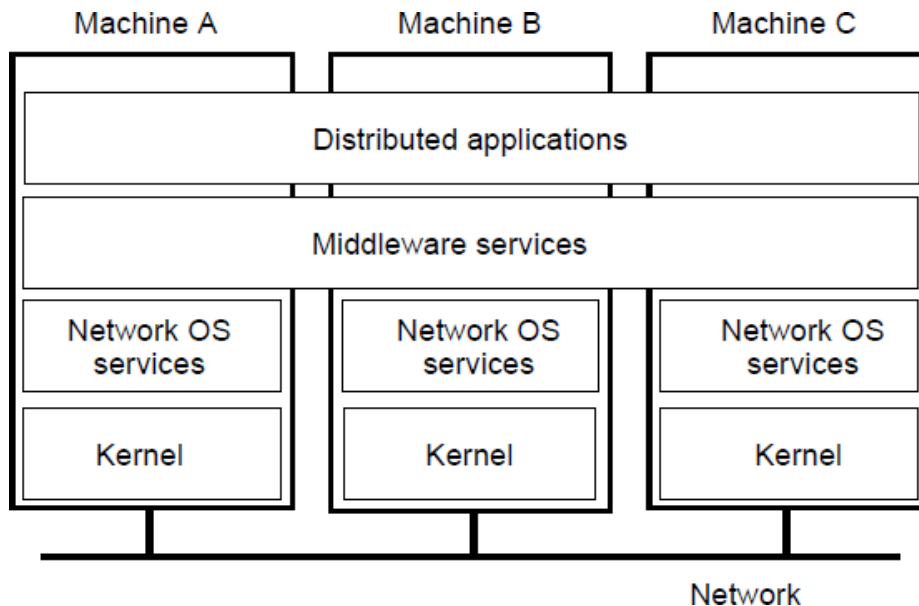 Machine A Machine B Machine C
Distributed applications
Middleware services
Network OS Network OS Network OS
services services services
Kernel Kernel Kernel
Network